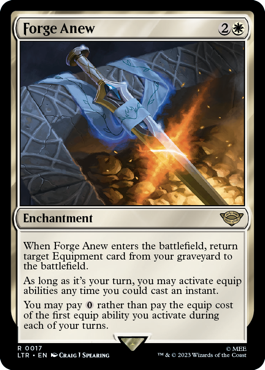 Forge Anew 2
Enchantment
When Forge Anew enters the battlefield, return
target Equipment card from your graveyard to
the battlefield.
As long as it's your turn, you may activate equip
abilities any time you could cast an instant.
You may pay 0 rather than pay the equip cost
of the first equip ability you activate during
each of your turns.
R 0017
LTR • EN Craig J Spearing
© MEE
™ & © 2023 Wizards of the Coast